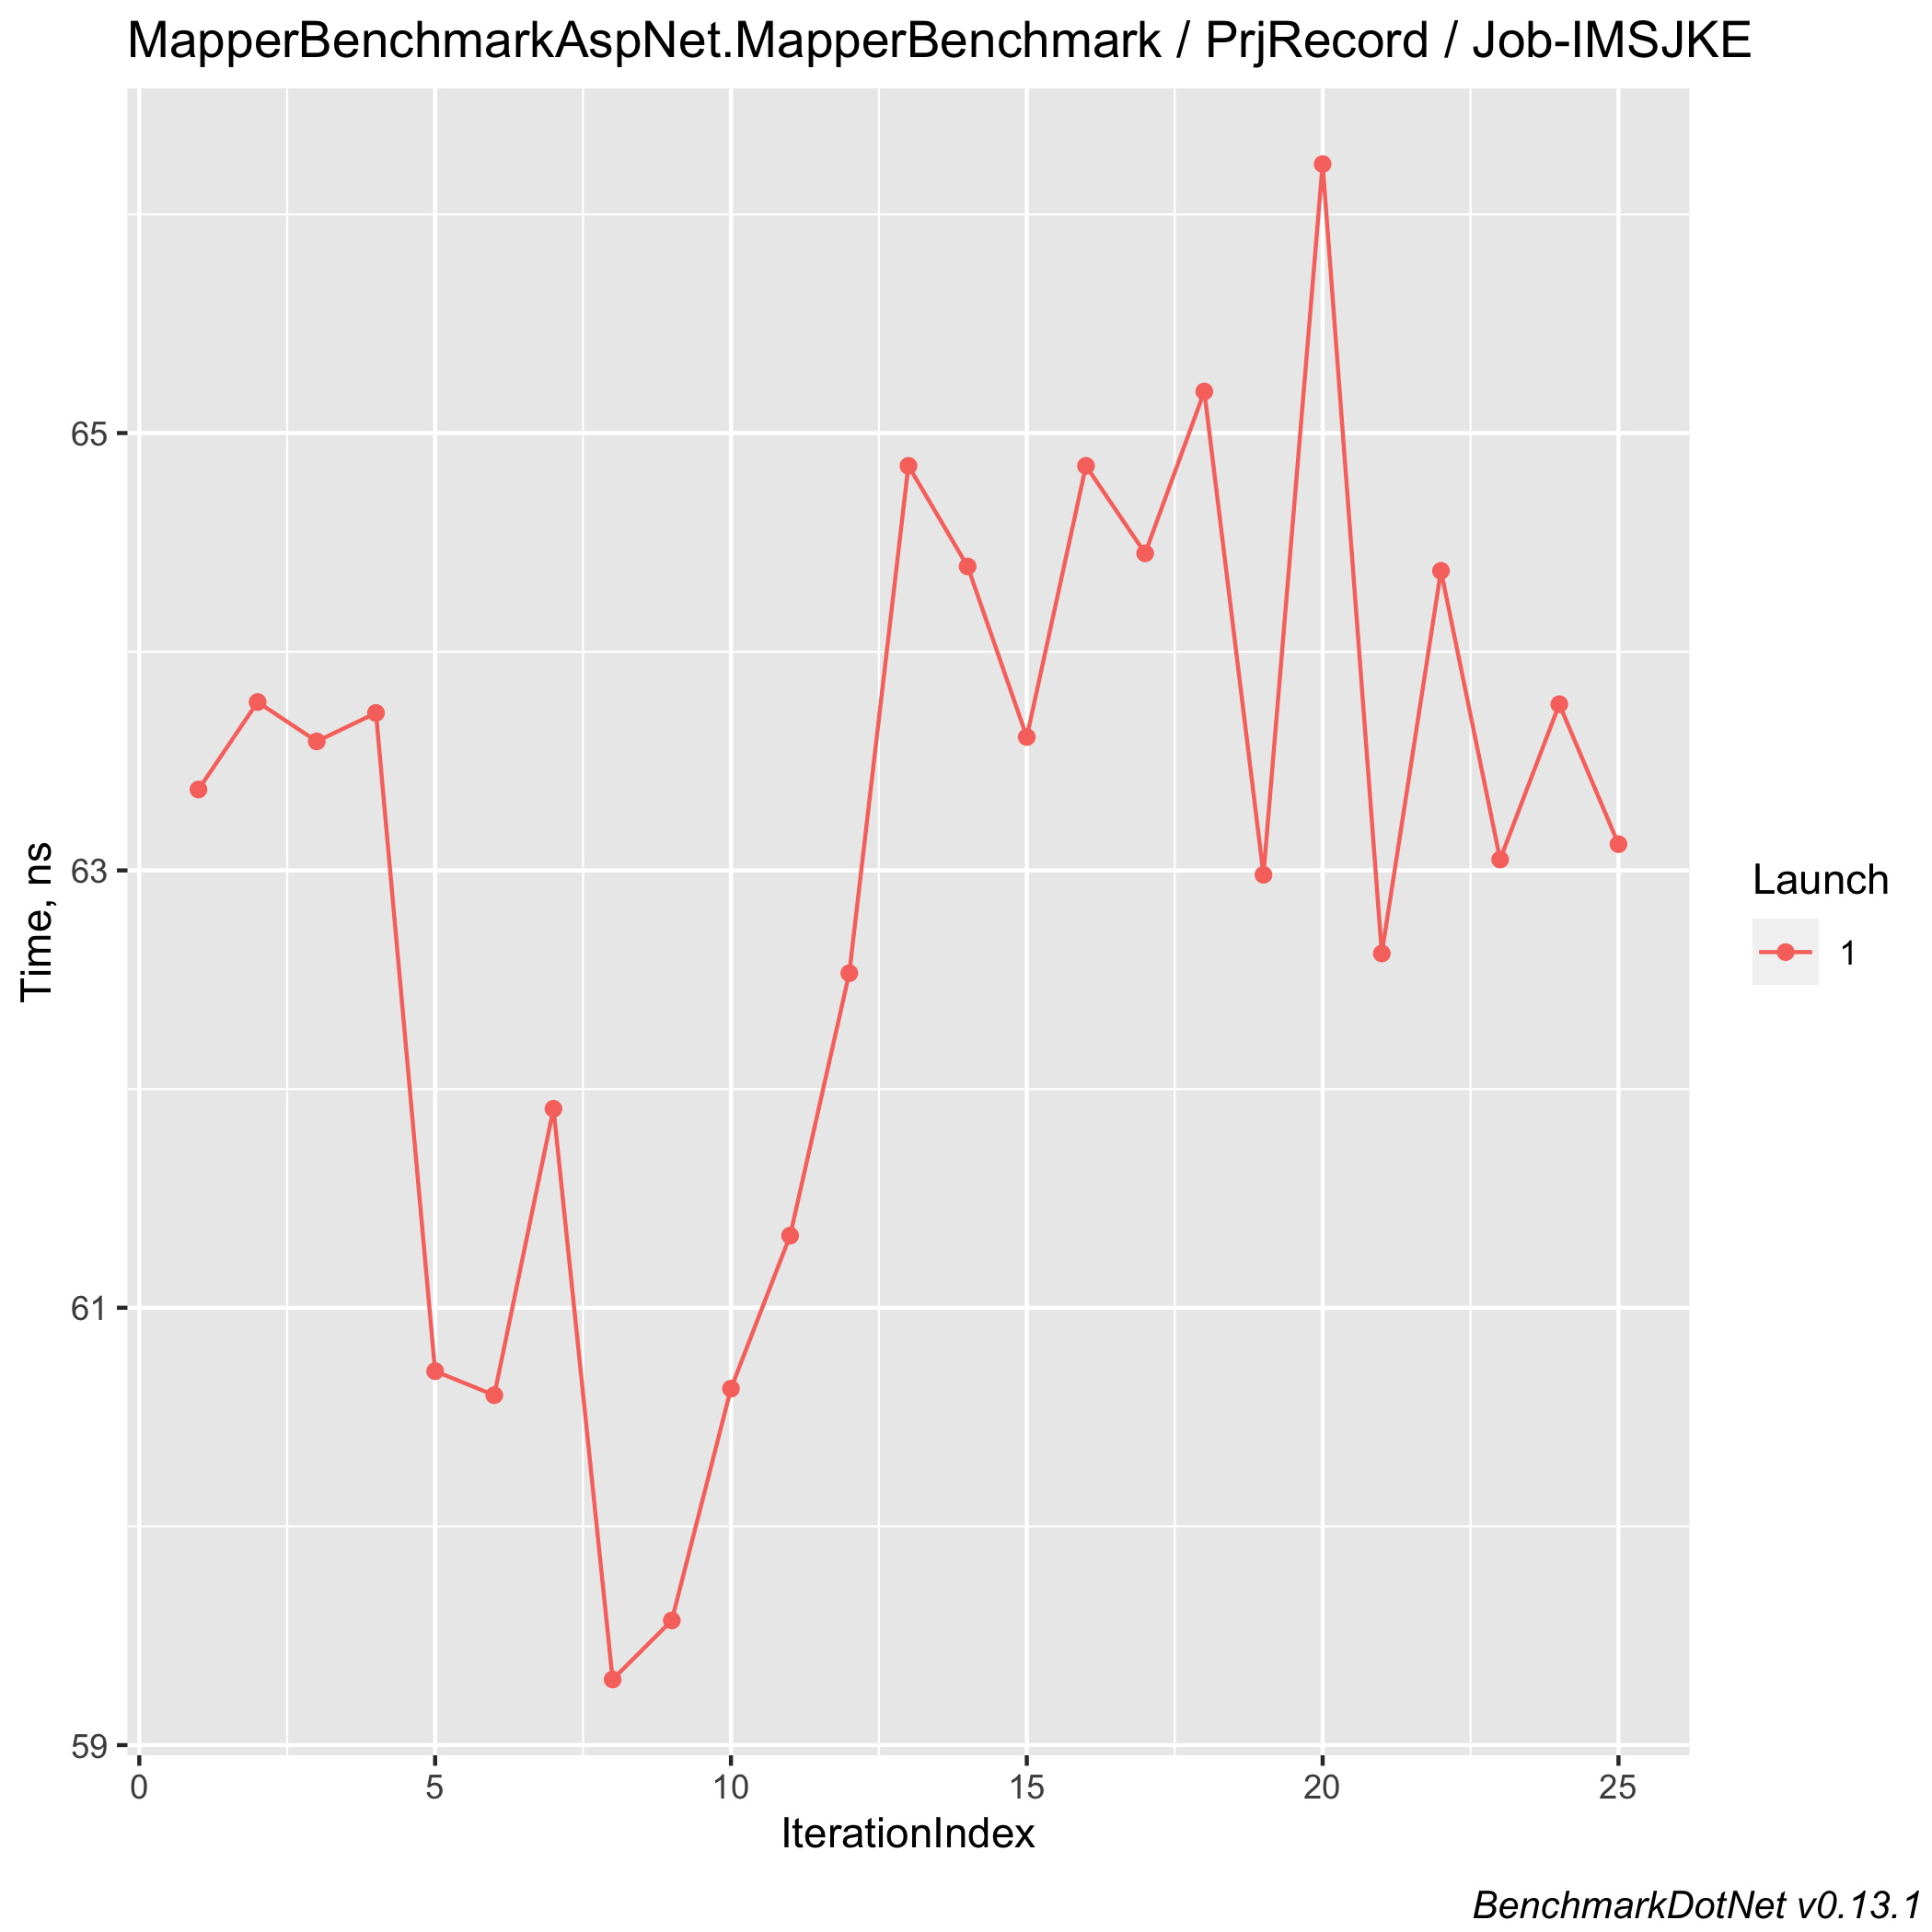 MapperBenchmarkAspNet.MapperBenchmark / PrjRecord / Job-IMSJKE
Time, ns
65
63
61
59
0 5 10 15 20 25
IterationIndex
Launch
1
BenchmarkDotNet v0.13.1